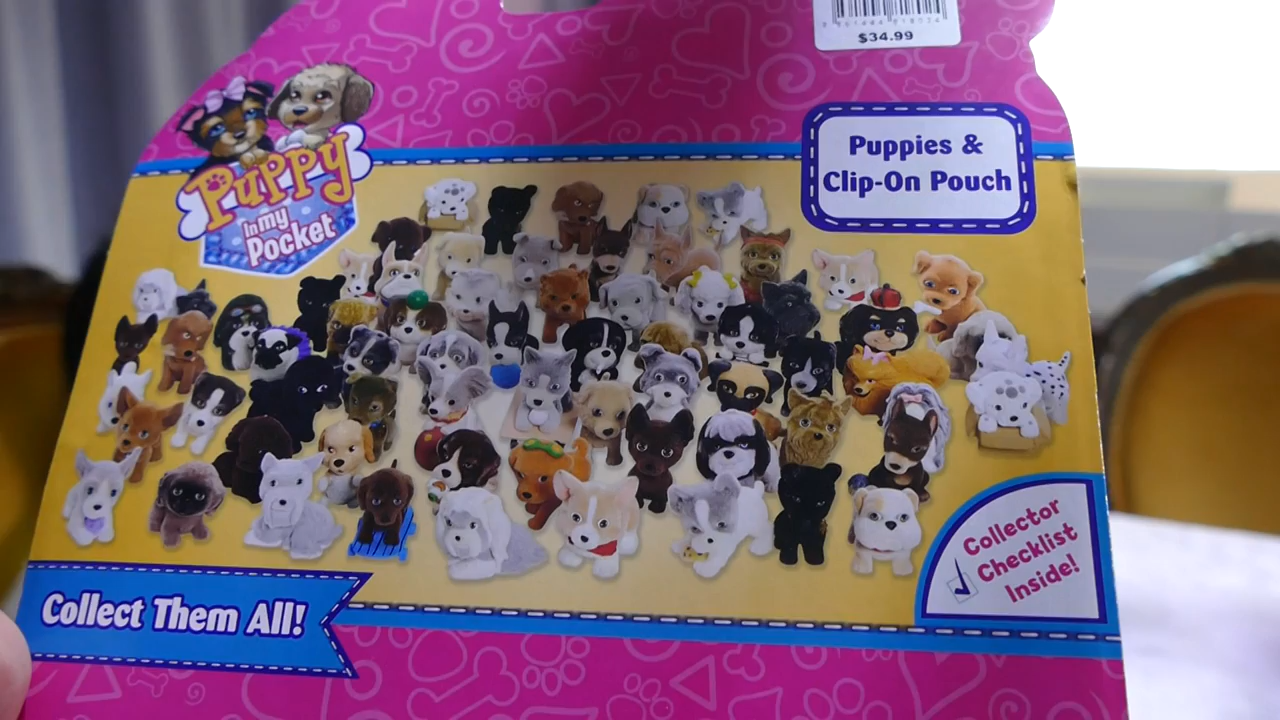 $34.99
Puppy
In my
Pocket
Puppies &
Clip-On Pouch
Collector
Checklist
Inside!
Collect Them All!